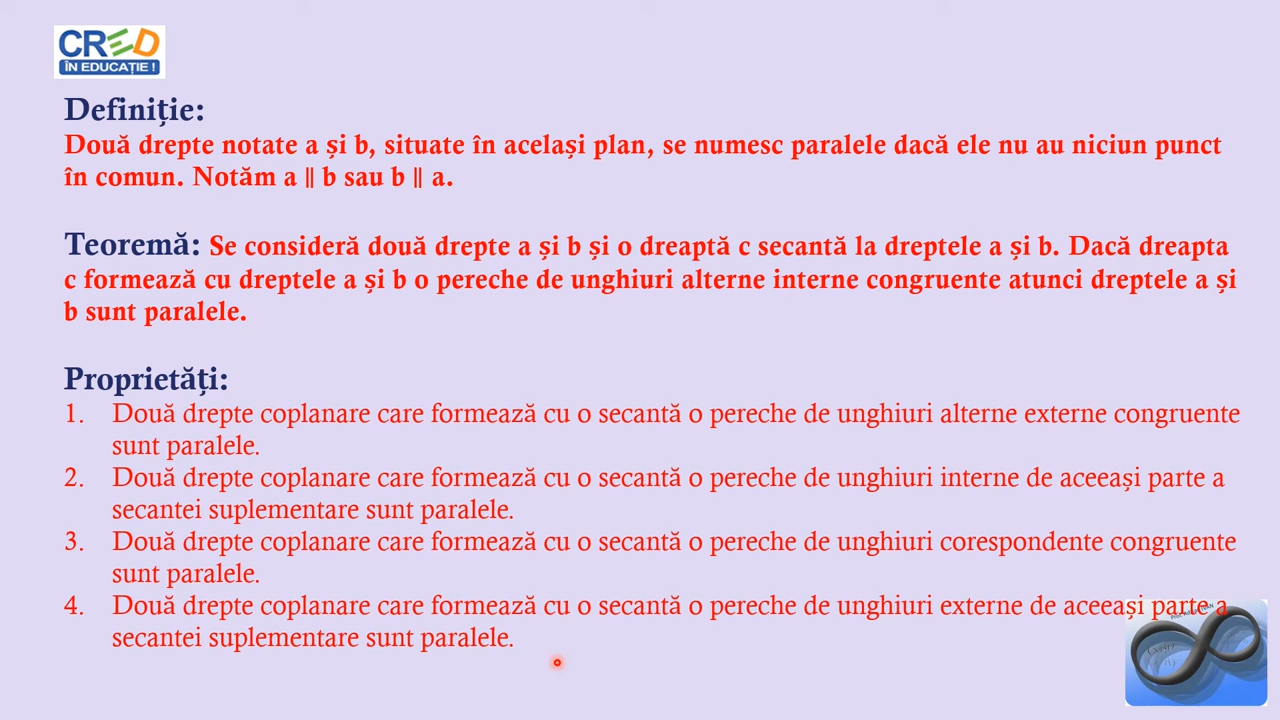 CRED
ÎN EDUCAȚIE !
Definiție:
Două drepte notate a și b, situate în același plan, se numesc paralele dacă ele nu au niciun punct
în comun. Notăm a || b sau b || a.
Teoremă: Se consideră două drepte a și b și o dreaptă c secantă la dreptele a și b. Dacă dreapta
c formează cu dreptele a și b o pereche de unghiuri alterne interne congruente atunci dreptele a și
b sunt paralele.
Proprietăți:
1. Două drepte coplanare care formează cu o secantă o pereche de unghiuri alterne externe congruente
sunt paralele.
2. Două drepte coplanare care formează cu o secantă o pereche de unghiuri interne de aceeași parte a
secantei suplementare sunt paralele.
3. Două drepte coplanare care formează cu o secantă o pereche de unghiuri corespondente congruente
sunt paralele.
4. Două drepte coplanare care formează cu o secantă o pereche de unghiuri externe de aceeași parte a
secantei suplementare sunt paralele.